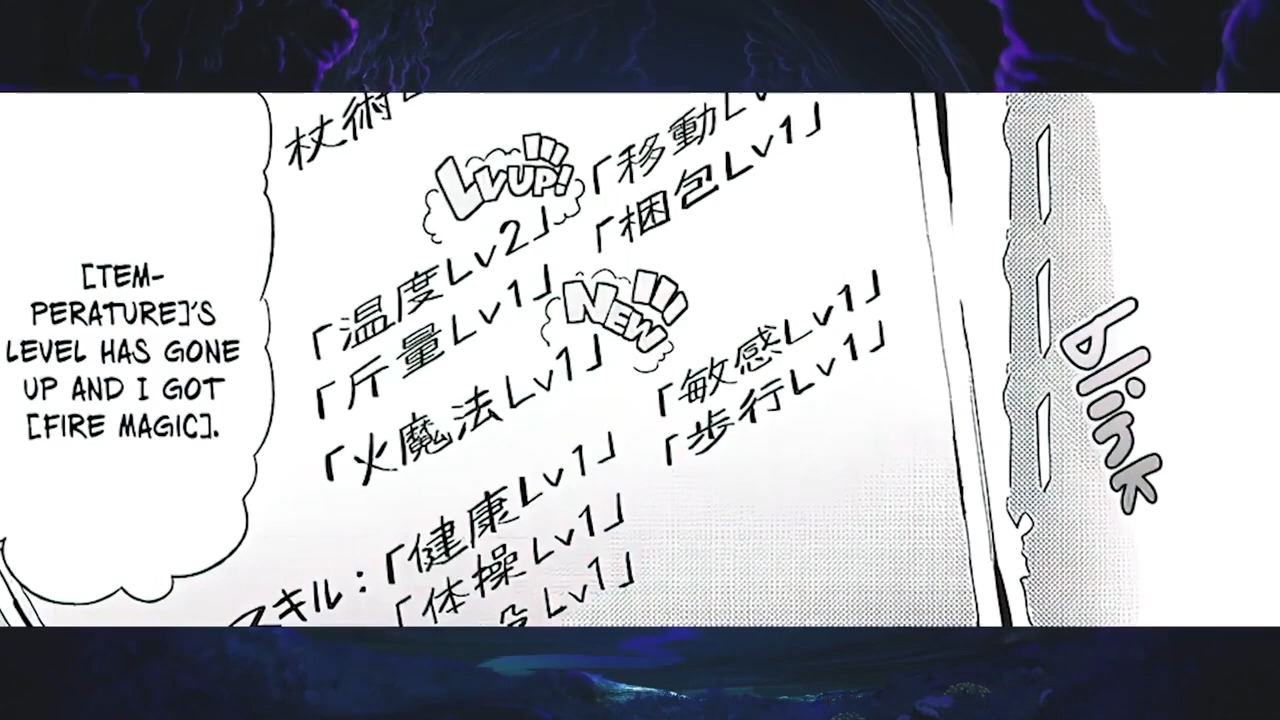 [TEM-
PERATURE]'S
LEVEL HAS GONE
UP AND I GOT
[FIRE MAGIC].
杖術
「移動Lv
LvUP!
「梱包Lv1」
「温度Lv2」
「斤量Lv1」
NEW
「火魔法Lv1」
「敏感Lv1」
「歩行Lv1」
スキル:「健康Lv1」
「体操Lv1」
Lv1」
blink